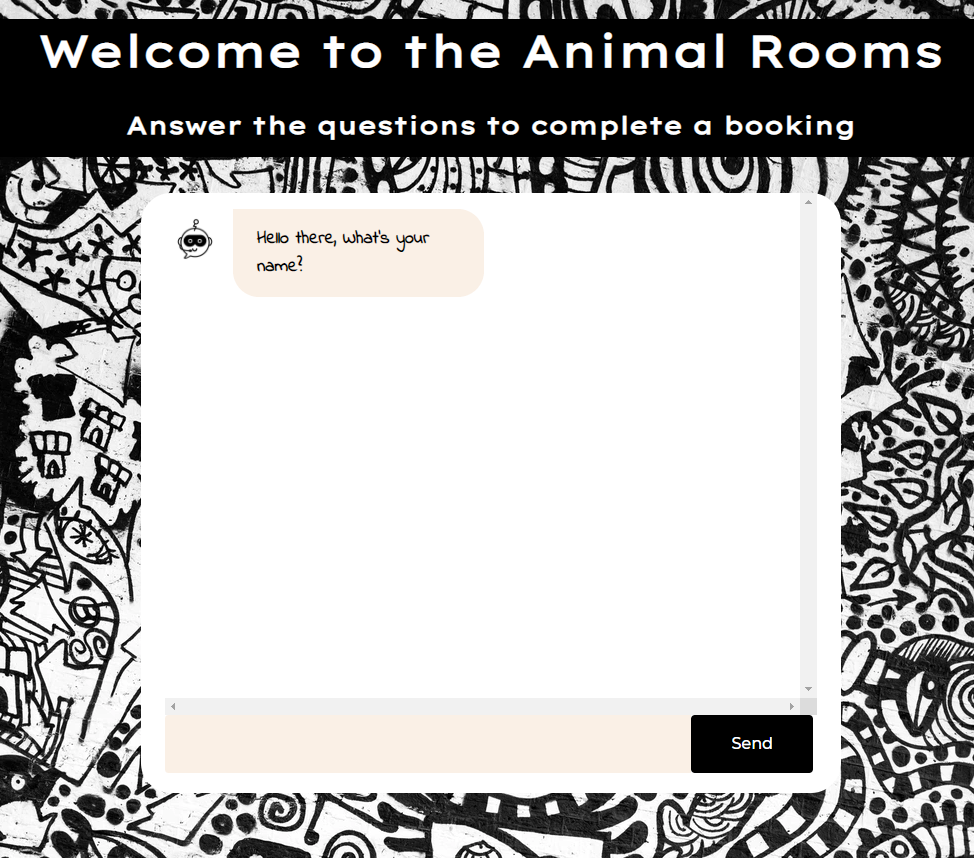 Welcome to the Animal Rooms
Answer the questions to complete a booking
Hello there, what's your
name?
Send